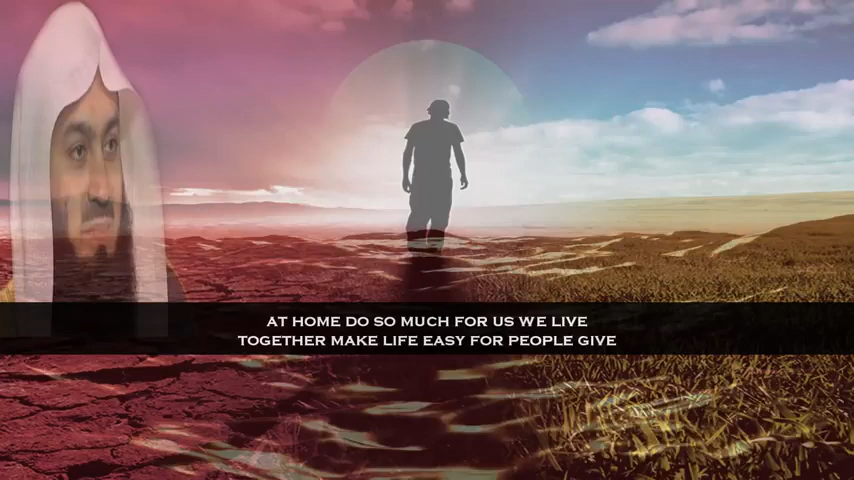 AT HOME DO SO MUCH FOR US WE LIVE
TOGETHER MAKE LIFE EASY FOR PEOPLE GIVE